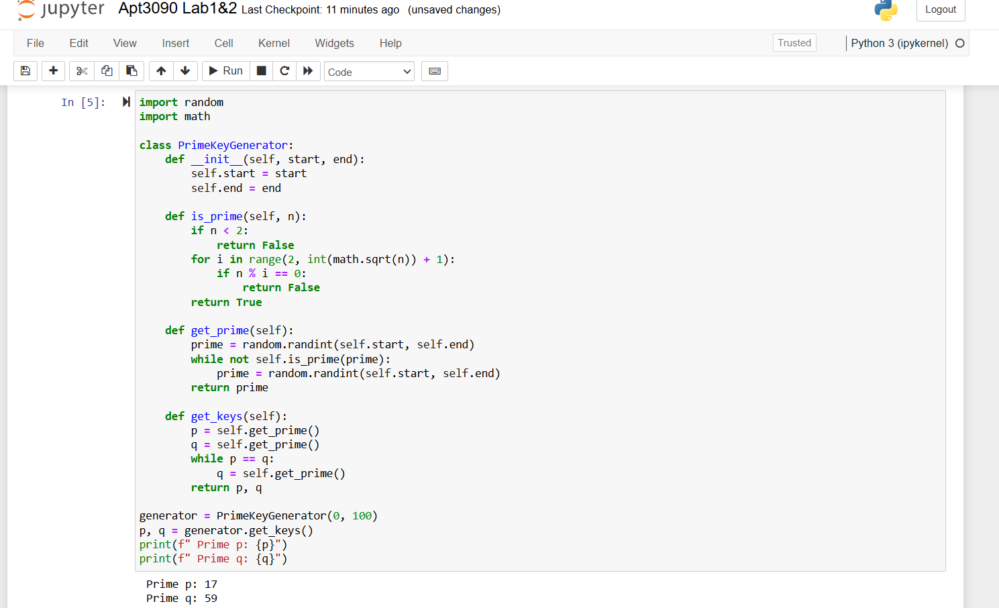 jupyter Apt3090 Lab1&2 Last Checkpoint: 11 minutes ago (unsaved changes) Logout
File Edit View Insert Cell Kernel Widgets Help Trusted Python 3 (ipykernel)
Run Code
In [5]: import random
import math

class PrimeKeyGenerator:
    def __init__(self, start, end):
        self.start = start
        self.end = end

    def is_prime(self, n):
        if n < 2:
            return False
        for i in range(2, int(math.sqrt(n)) + 1):
            if n % i == 0:
                return False
        return True

    def get_prime(self):
        prime = random.randint(self.start, self.end)
        while not self.is_prime(prime):
            prime = random.randint(self.start, self.end)
        return prime

    def get_keys(self):
        p = self.get_prime()
        q = self.get_prime()
        while p == q:
            q = self.get_prime()
        return p, q

generator = PrimeKeyGenerator(0, 100)
p, q = generator.get_keys()
print(f" Prime p: {p}")
print(f" Prime q: {q}")
Prime p: 17
Prime q: 59